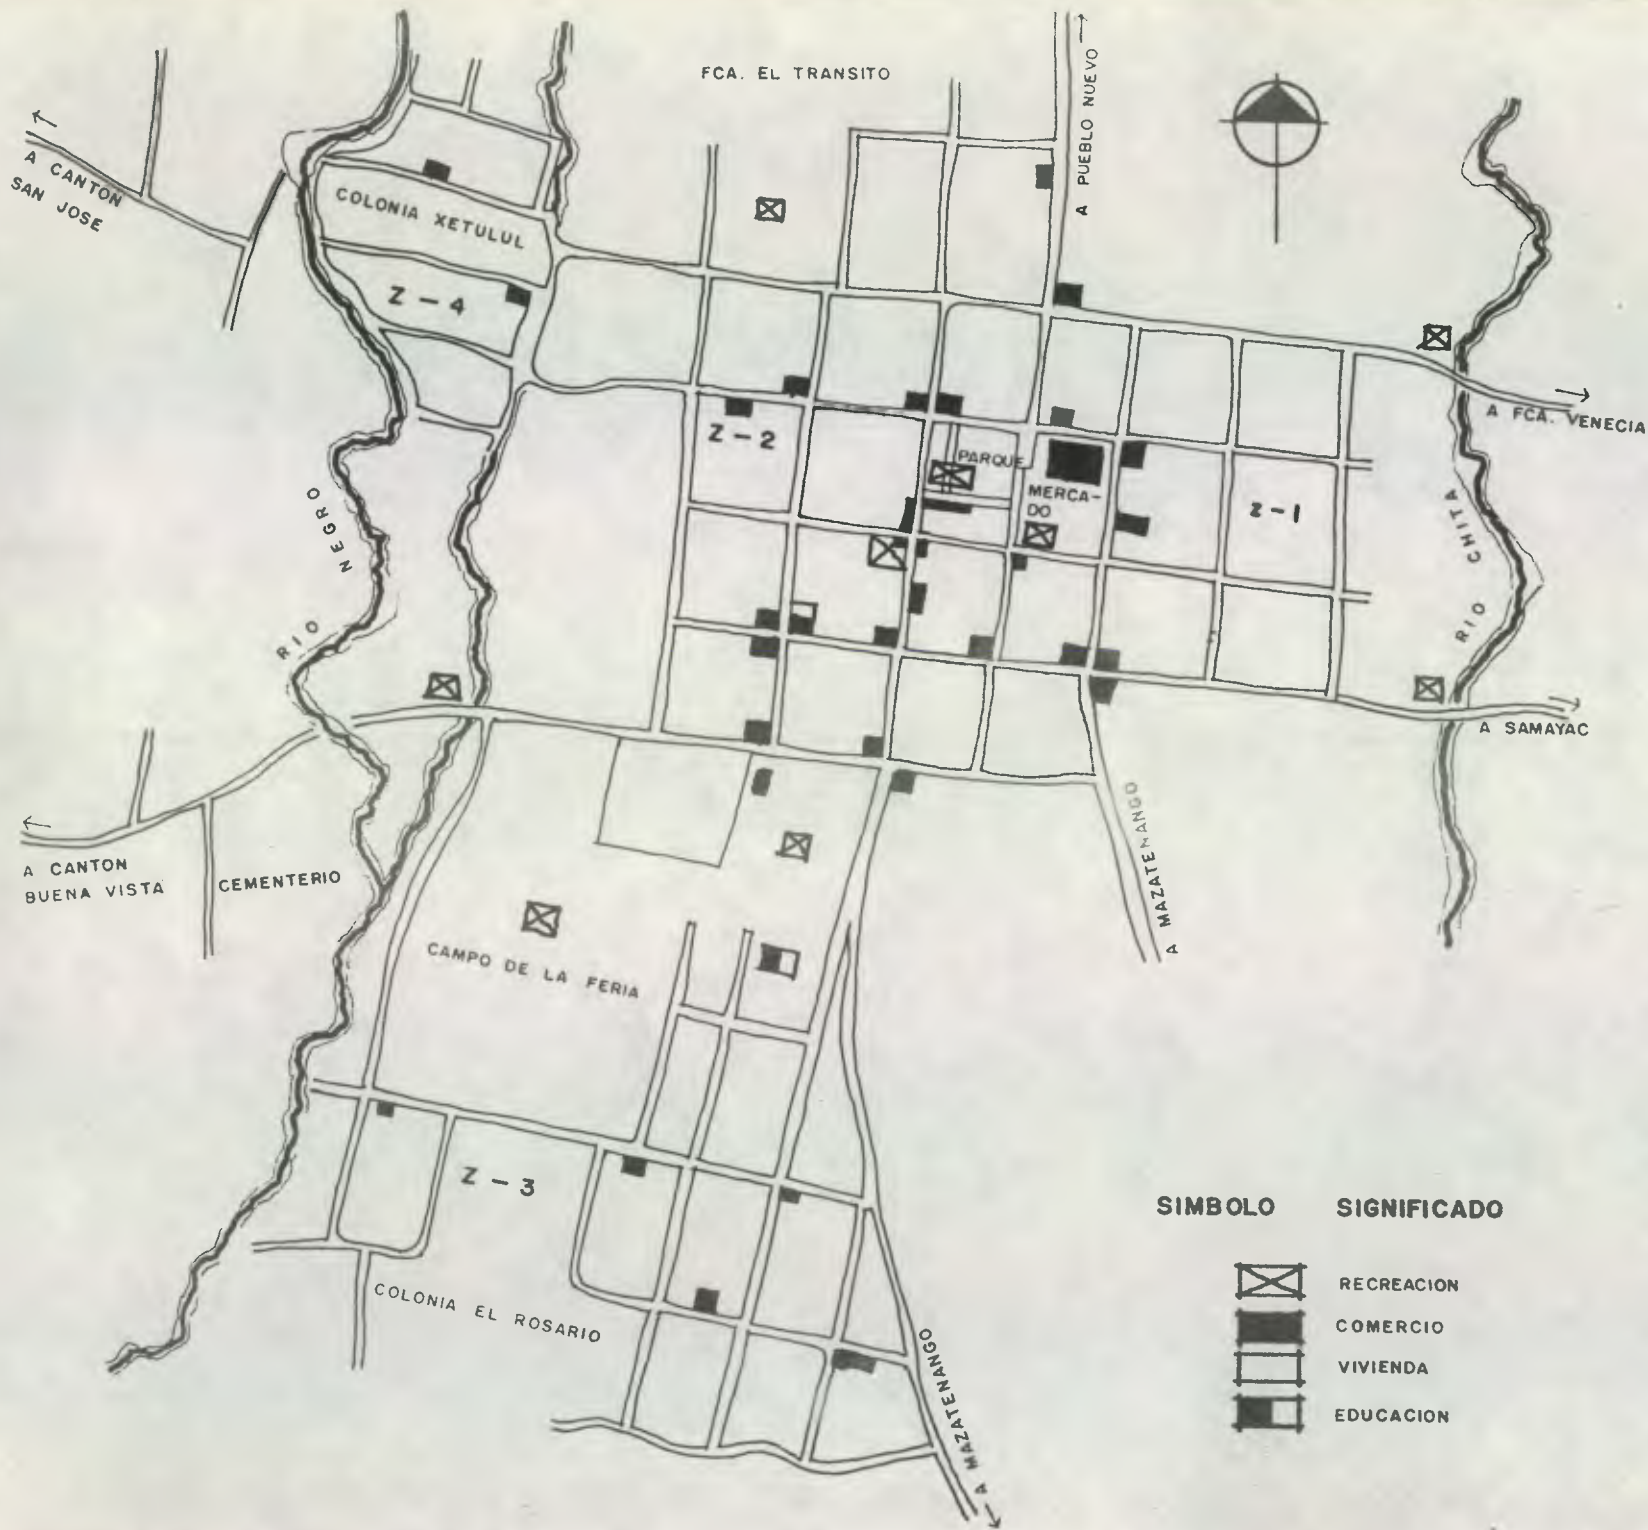 FCA. EL TRANSITO
A PUEBLO NUEVO
A CANTON
SAN JOSE
COLONIA XETULUL
Z - 4
A FCA. VENECIA
Z - 2
PARQUE
MERCA-
DO
Z - 1
RIO NEGRO
RIO CHITA
A SAMAYAC
A MAZATENANGO
A CANTON
BUENA VISTA
CEMENTERIO
CAMPO DE LA FERIA
Z - 3
COLONIA EL ROSARIO
A MAZATENANGO
SIMBOLO SIGNIFICADO
RECREACION
COMERCIO
VIVIENDA
EDUCACION